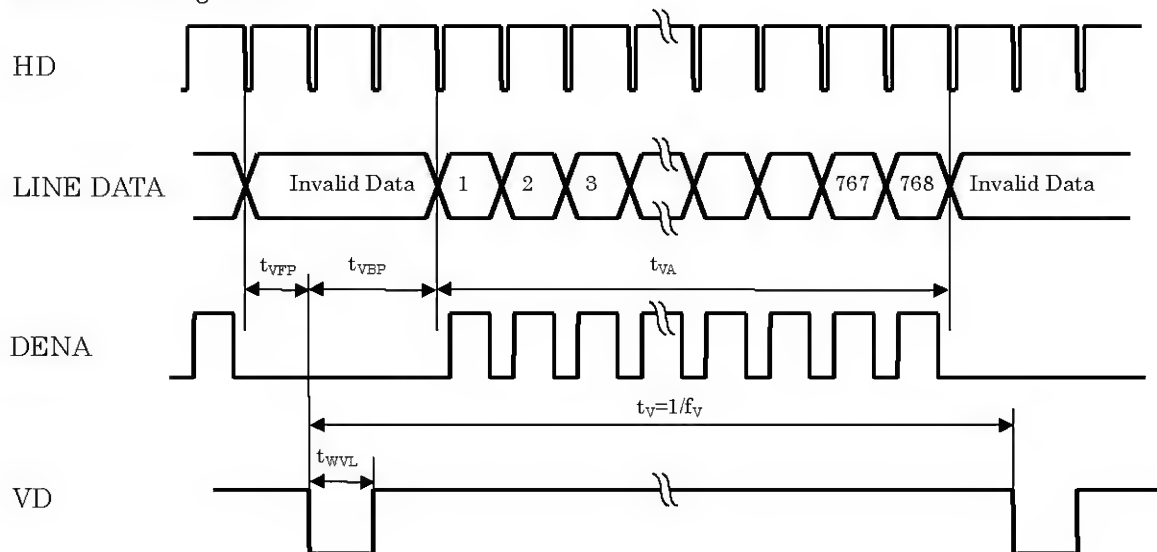 HD
LINE DATA
Invalid Data
1
2
3
767
768
Invalid Data
tVFP
tVBP
tVA
DENA
tV=1/fV
tWVL
VD